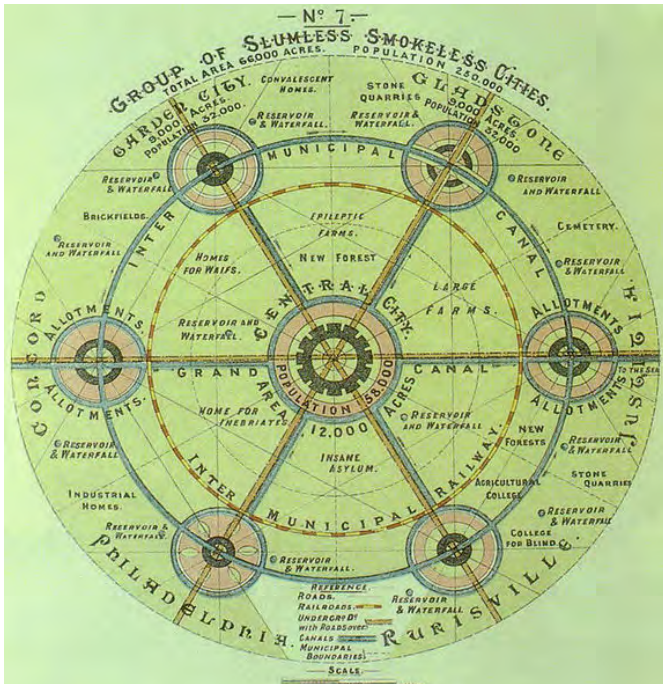 — Nº 7. —
GROUP OF SLUMLESS SMOKELESS CITIES.
TOTAL AREA 66,000 ACRES. POPULATION 250,000
GARDEN CITY.
9,000 ACRES.
POPULATION 32,000.
CONVALESCENT
HOMES.
STONE
QUARRIES
GLADSTONE
9,000 ACRES
POPULATION 32,000
RESERVOIR
& WATERFALL
RESERVOIR &
WATERFALL.
INTER MUNICIPAL CANAL
RESERVOIR
& WATERFALL
RESERVOIR
AND WATERFALL
BRICKFIELDS.
EPILEPTIC
FARMS.
CEMETERY.
RESERVOIR
AND WATERFALL
HOMES
FOR WAIFS.
NEW FOREST
RESERVOIR
& WATERFALL
LARGE
FARMS.
CONCORD
ALLOTMENTS.
RESERVOIR AND
WATERFALL.
CENTRAL CITY.
ALLOTMENTS
JUSTITIA
GRAND CANAL
TO THE SEA
POPULATION 58,000
AREA 12,000 ACRES
ALLOTMENTS.
ALLOTMENTS
HOME FOR
INEBRIATES.
RESERVOIR
AND WATERFALL
NEW
FORESTS
RESERVOIR
& WATERFALL
RESERVOIR
& WATERFALL
INSANE
ASYLUM.
STONE
QUARRIES
INTER MUNICIPAL RAILWAY.
AGRICULTURAL
COLLEGE
INDUSTRIAL
HOMES.
RESERVOIR
& WATERFALL
RESERVOIR &
WATERFALL.
COLLEGE
FOR BLIND.
PHILADELPHIA.
RESERVOIR
& WATERFALL.
RURISVILLE.
REFERENCE.
ROADS.
RAILROADS.
UNDERGRD Dº
with ROADS over
CANALS
MUNICIPAL
BOUNDARIES
RESERVOIR
& WATERFALL
— SCALE. —